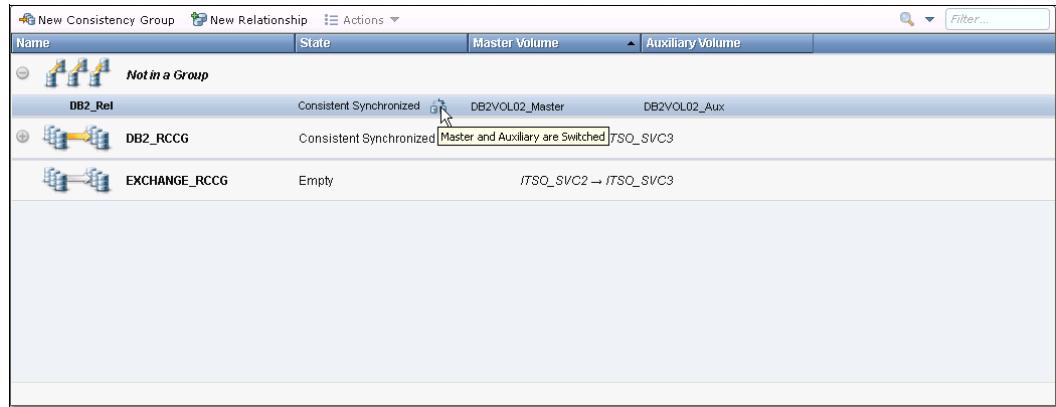 New Consistency Group New Relationship Actions Filter...
Name State Master Volume Auxiliary Volume
Not in a Group
DB2_Rel Consistent Synchronized DB2VOL02_Master DB2VOL02_Aux
DB2_RCCG Consistent Synchronized ITSO_SVC3
Master and Auxiliary are Switched
EXCHANGE_RCCG Empty ITSO_SVC2 → ITSO_SVC3